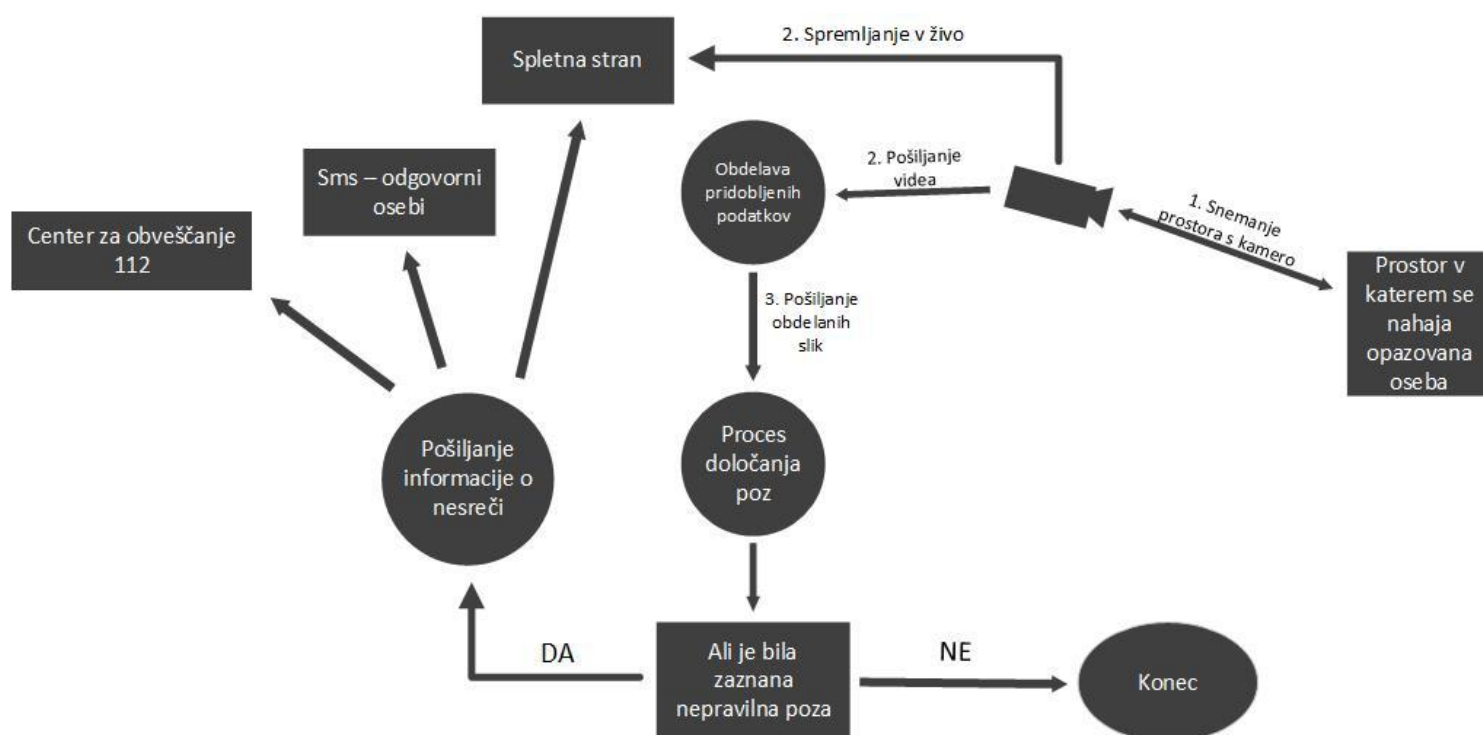 2. Spremljanje v živo
Spletna stran
Obdelava
pridobljenih
podatkov
2. Pošiljanje
videa
Sms – odgovorni
osebi
1. Snemanje
prostora s kamero
Center za obveščanje
112
Prostor v
katerem se
nahaja
opazovana
oseba
3. Pošiljanje
obdelanih
slik
Pošiljanje
informacije o
nesreči
Proces
določanja
poz
DA
Ali je bila
zaznana
nepravilna poza
NE
Konec